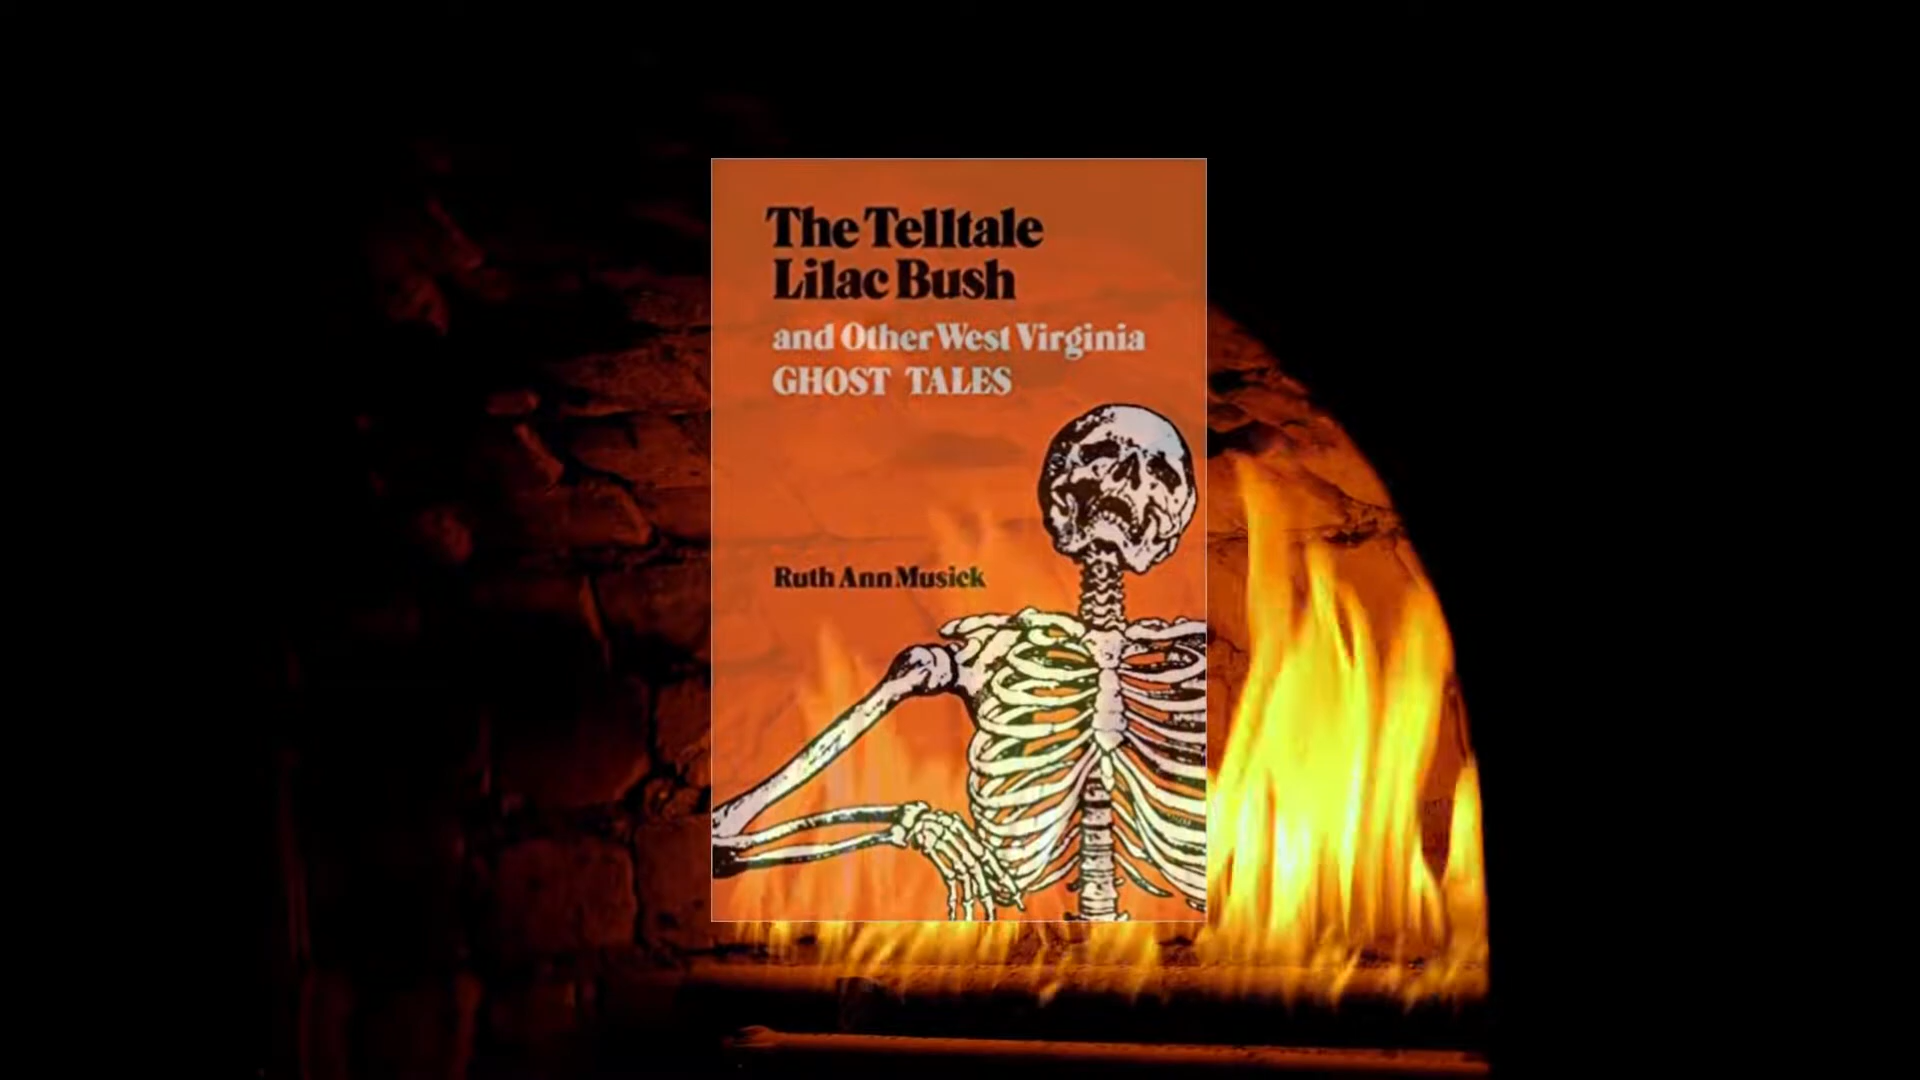 The Telltale
Lilac Bush
and Other West Virginia
GHOST TALES
Ruth Ann Musick